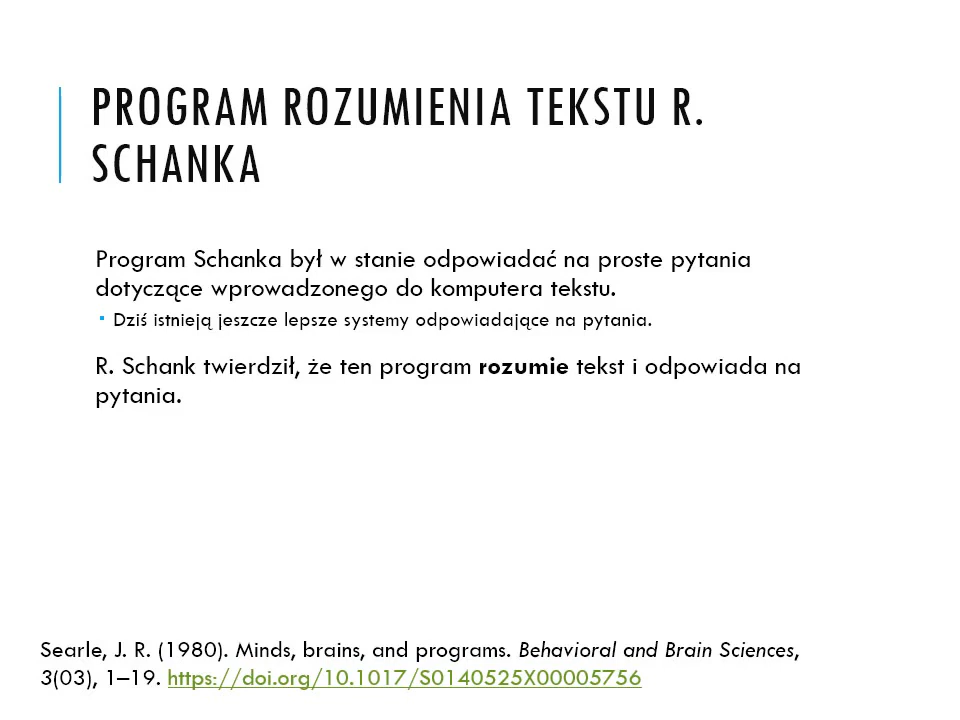 PROGRAM ROZUMIENIA TEKSTU R.
SCHANKA
Program Schanka był w stanie odpowiadać na proste pytania
dotyczące wprowadzonego do komputera tekstu.
▪ Dziś istnieją jeszcze lepsze systemy odpowiadające na pytania.
R. Schank twierdził, że ten program rozumie tekst i odpowiada na
pytania.
Searle, J. R. (1980). Minds, brains, and programs. Behavioral and Brain Sciences,
3(03), 1–19. https://doi.org/10.1017/S0140525X00005756